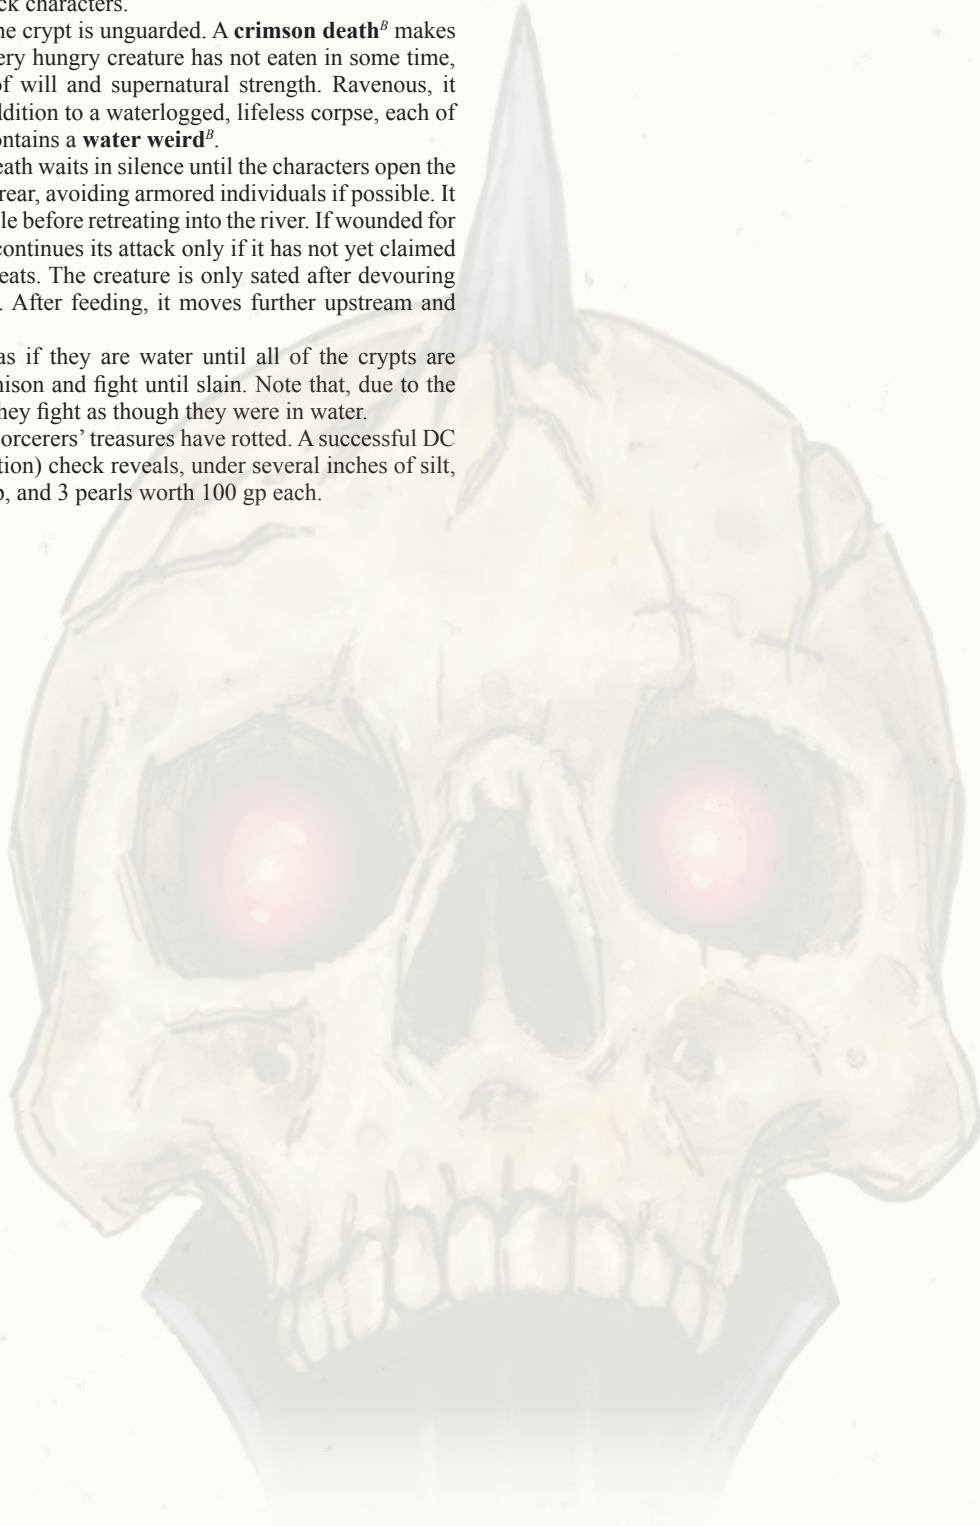 ck characters.
he crypt is unguarded. A crimson deathB makes
ery hungry creature has not eaten in some time,
of will and supernatural strength. Ravenous, it
ddition to a waterlogged, lifeless corpse, each of
ontains a water weirdB.
eath waits in silence until the characters open the
rear, avoiding armored individuals if possible. It
le before retreating into the river. If wounded for
continues its attack only if it has not yet claimed
eats. The creature is only sated after devouring
. After feeding, it moves further upstream and
as if they are water until all of the crypts are
nison and fight until slain. Note that, due to the
hey fight as though they were in water.
orcerers’ treasures have rotted. A successful DC
tion) check reveals, under several inches of silt,
p, and 3 pearls worth 100 gp each.